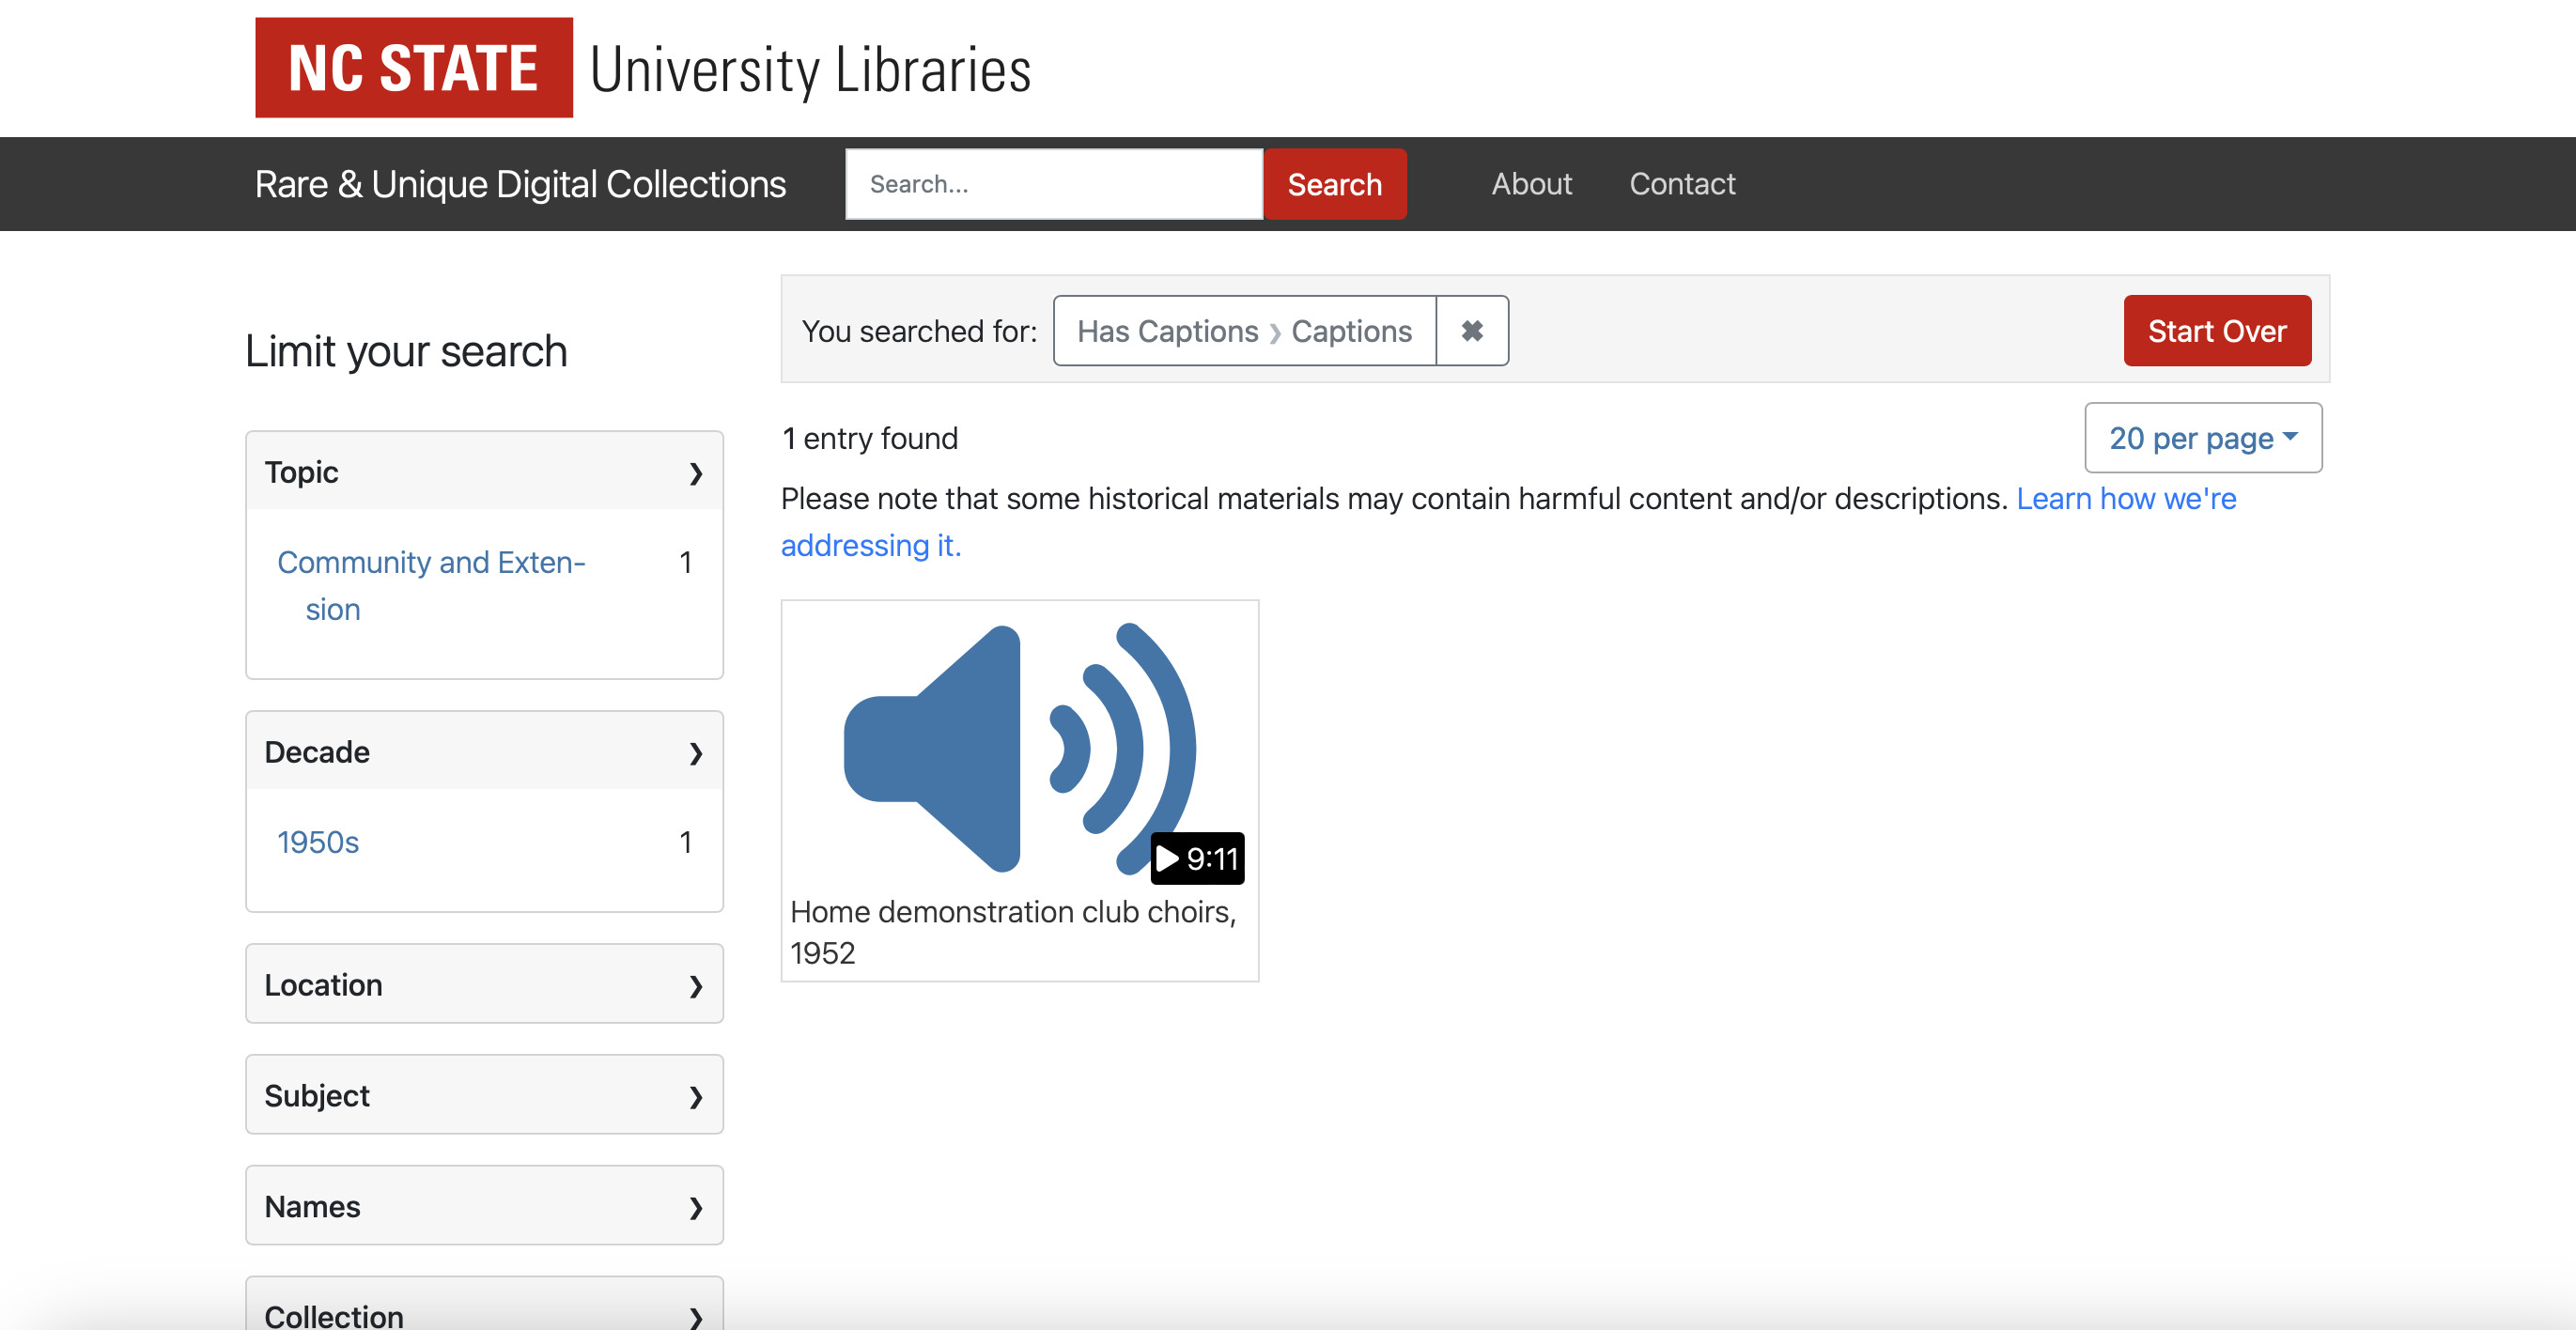 NC STATE University Libraries
Rare & Unique Digital Collections Search... Search About Contact
Limit your search
Topic
Community and Exten-
sion 1
Decade
1950s 1
Location
Subject
Names
Collection
You searched for: Has Captions ❯ Captions ✖ Start Over
1 entry found 20 per page
Please note that some historical materials may contain harmful content and/or descriptions. Learn how we're
addressing it.
9:11
Home demonstration club choirs,
1952